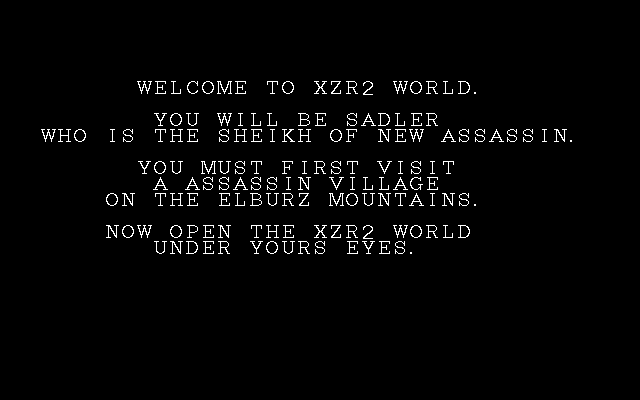 WELCOME TO XZR2 WORLD.
YOU WILL BE SADLER
WHO IS THE SHEIKH OF NEW ASSASSIN.
YOU MUST FIRST VISIT
A ASSASSIN VILLAGE
ON THE ELBURZ MOUNTAINS.
NOW OPEN THE XZR2 WORLD
UNDER YOURS EYES.